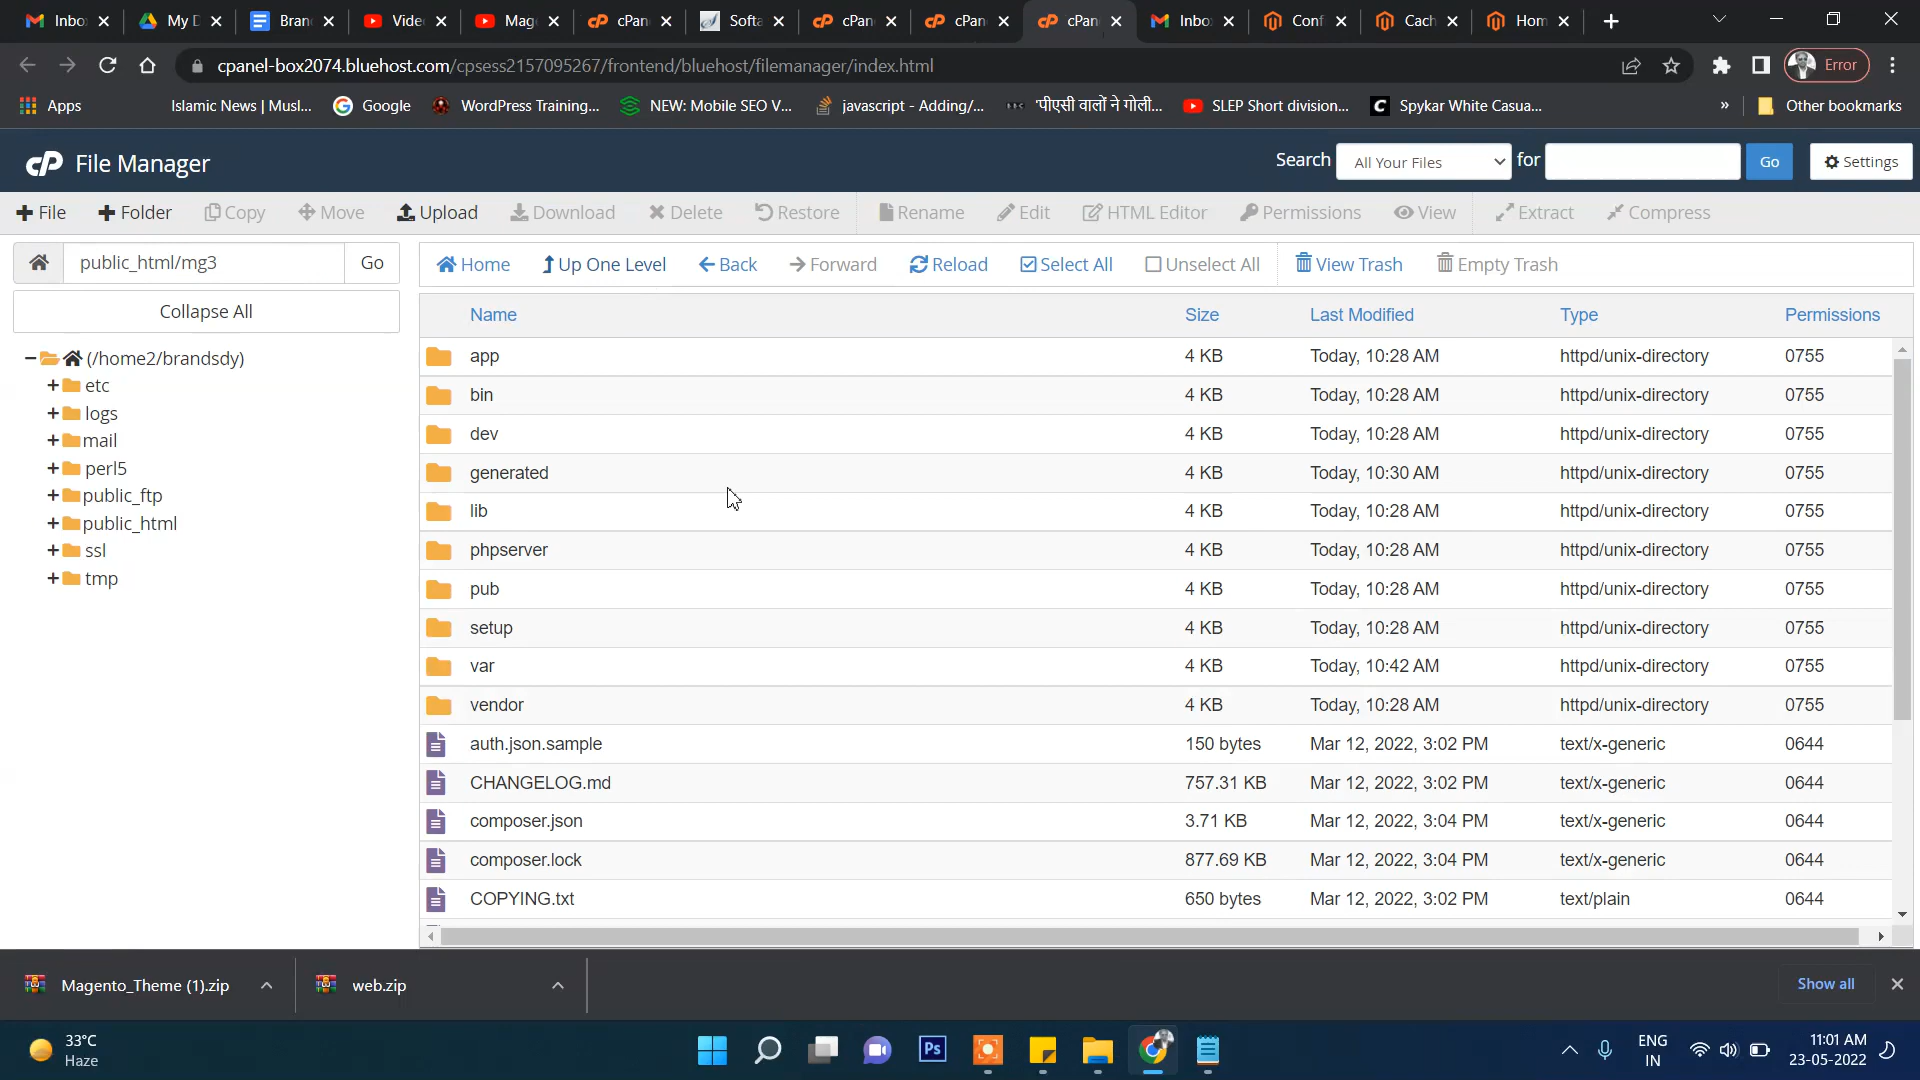 Inbo
My D
Bran
Vide
Mag
cPan
Softa
cPan
cPan
cPan
Inbo
Conf
Cach
Hom
cpanel-box2074.bluehost.com/cpsess2157095267/frontend/bluehost/filemanager/index.html
Error
Apps
Islamic News | Musl...
Google
WordPress Training...
NEW: Mobile SEO V...
javascript - Adding/...
'पीएसी वालों ने गोली...
SLEP Short division...
Spykar White Casua...
»
Other bookmarks
cP File Manager
Search All Your Files for Go Settings
File Folder Copy Move Upload Download Delete Restore Rename Edit HTML Editor Permissions View Extract Compress
public_html/mg3 Go
Home Up One Level Back Forward Reload Select All Unselect All View Trash Empty Trash
Collapse All
(/home2/brandsdy)
etc
logs
mail
perl5
public_ftp
public_html
ssl
tmp
Name Size Last Modified Type Permissions
app 4 KB Today, 10:28 AM httpd/unix-directory 0755
bin 4 KB Today, 10:28 AM httpd/unix-directory 0755
dev 4 KB Today, 10:28 AM httpd/unix-directory 0755
generated 4 KB Today, 10:30 AM httpd/unix-directory 0755
lib 4 KB Today, 10:28 AM httpd/unix-directory 0755
phpserver 4 KB Today, 10:28 AM httpd/unix-directory 0755
pub 4 KB Today, 10:28 AM httpd/unix-directory 0755
setup 4 KB Today, 10:28 AM httpd/unix-directory 0755
var 4 KB Today, 10:42 AM httpd/unix-directory 0755
vendor 4 KB Today, 10:28 AM httpd/unix-directory 0755
auth.json.sample 150 bytes Mar 12, 2022, 3:02 PM text/x-generic 0644
CHANGELOG.md 757.31 KB Mar 12, 2022, 3:02 PM text/x-generic 0644
composer.json 3.71 KB Mar 12, 2022, 3:04 PM text/x-generic 0644
composer.lock 877.69 KB Mar 12, 2022, 3:04 PM text/x-generic 0644
COPYING.txt 650 bytes Mar 12, 2022, 3:02 PM text/plain 0644
Magento_Theme (1).zip
web.zip
Show all
33°C
Haze
Ps
ENG
IN
11:01 AM
23-05-2022